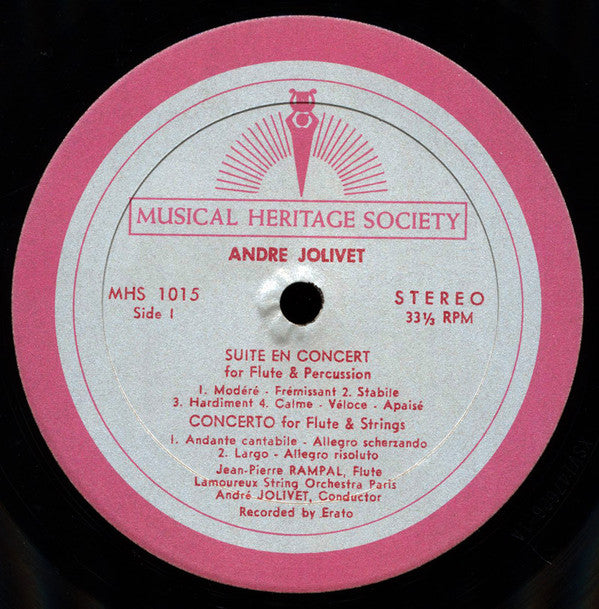 MUSICAL HERITAGE SOCIETY
ANDRE JOLIVET
MHS 1015
Side 1
STEREO
33⅓ RPM
SUITE EN CONCERT
for Flute & Percussion
1. Modéré - Frémissant 2. Stabile
3. Hardiment 4. Calme - Véloce - Apaisé
CONCERTO for Flute & Strings
1. Andante cantabile - Allegro scherzando
2. Largo - Allegro risoluto
Jean-Pierre RAMPAL, Flute
Lamoureux String Orchestra Paris
André JOLIVET, Conductor
Recorded by Erato